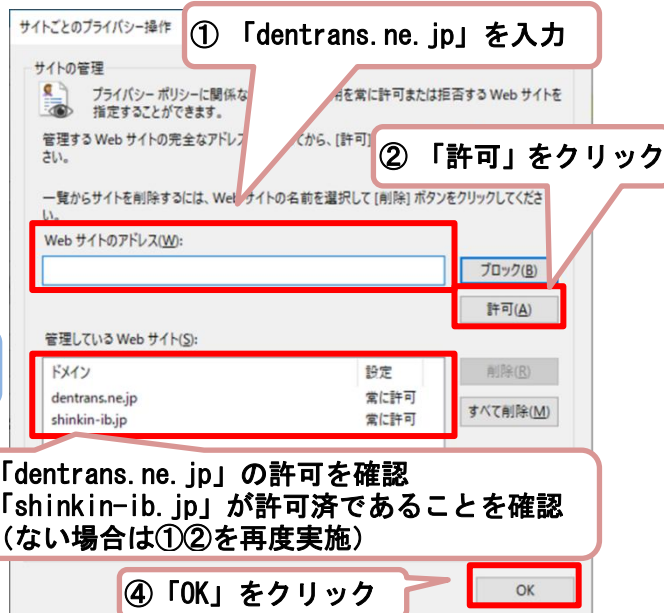 サイトごとのプライバシー操作
① 「dentrans.ne.jp」を入力
サイトの管理
プライバシー ポリシーに関係な
用を常に許可または拒否する Web サイトを
指定することができます。
管理する Web サイトの完全なアドレス
てから、[許可]
さい。
② 「許可」をクリック
一覧からサイトを削除するには、Web サイトの名前を選択して [削除] ボタンをクリックしてくださ
い。
Web サイトのアドレス(W):
ブロック(B)
許可(A)
管理している Web サイト(S):
ドメイン 設定
削除(R)
dentrans.ne.jp 常に許可
shinkin-ib.jp 常に許可
すべて削除(M)
「dentrans.ne.jp」の許可を確認
「shinkin-ib.jp」が許可済であることを確認
(ない場合は①②を再度実施)
④「OK」をクリック
OK